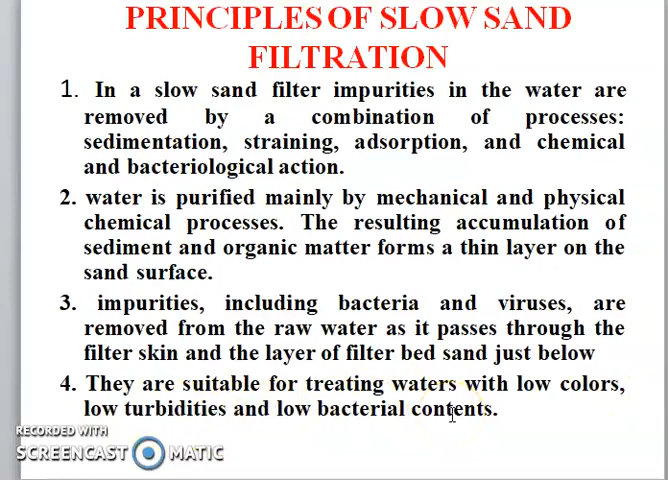 PRINCIPLES OF SLOW SAND
FILTRATION
1. In a slow sand filter impurities in the water are
removed by a combination of processes:
sedimentation, straining, adsorption, and chemical
and bacteriological action.
2. water is purified mainly by mechanical and physical
chemical processes. The resulting accumulation of
sediment and organic matter forms a thin layer on the
sand surface.
3. impurities, including bacteria and viruses, are
removed from the raw water as it passes through the
filter skin and the layer of filter bed sand just below
4. They are suitable for treating waters with low colors,
low turbidities and low bacterial contents.
RECORDED WITH
SCREENCAST MATIC